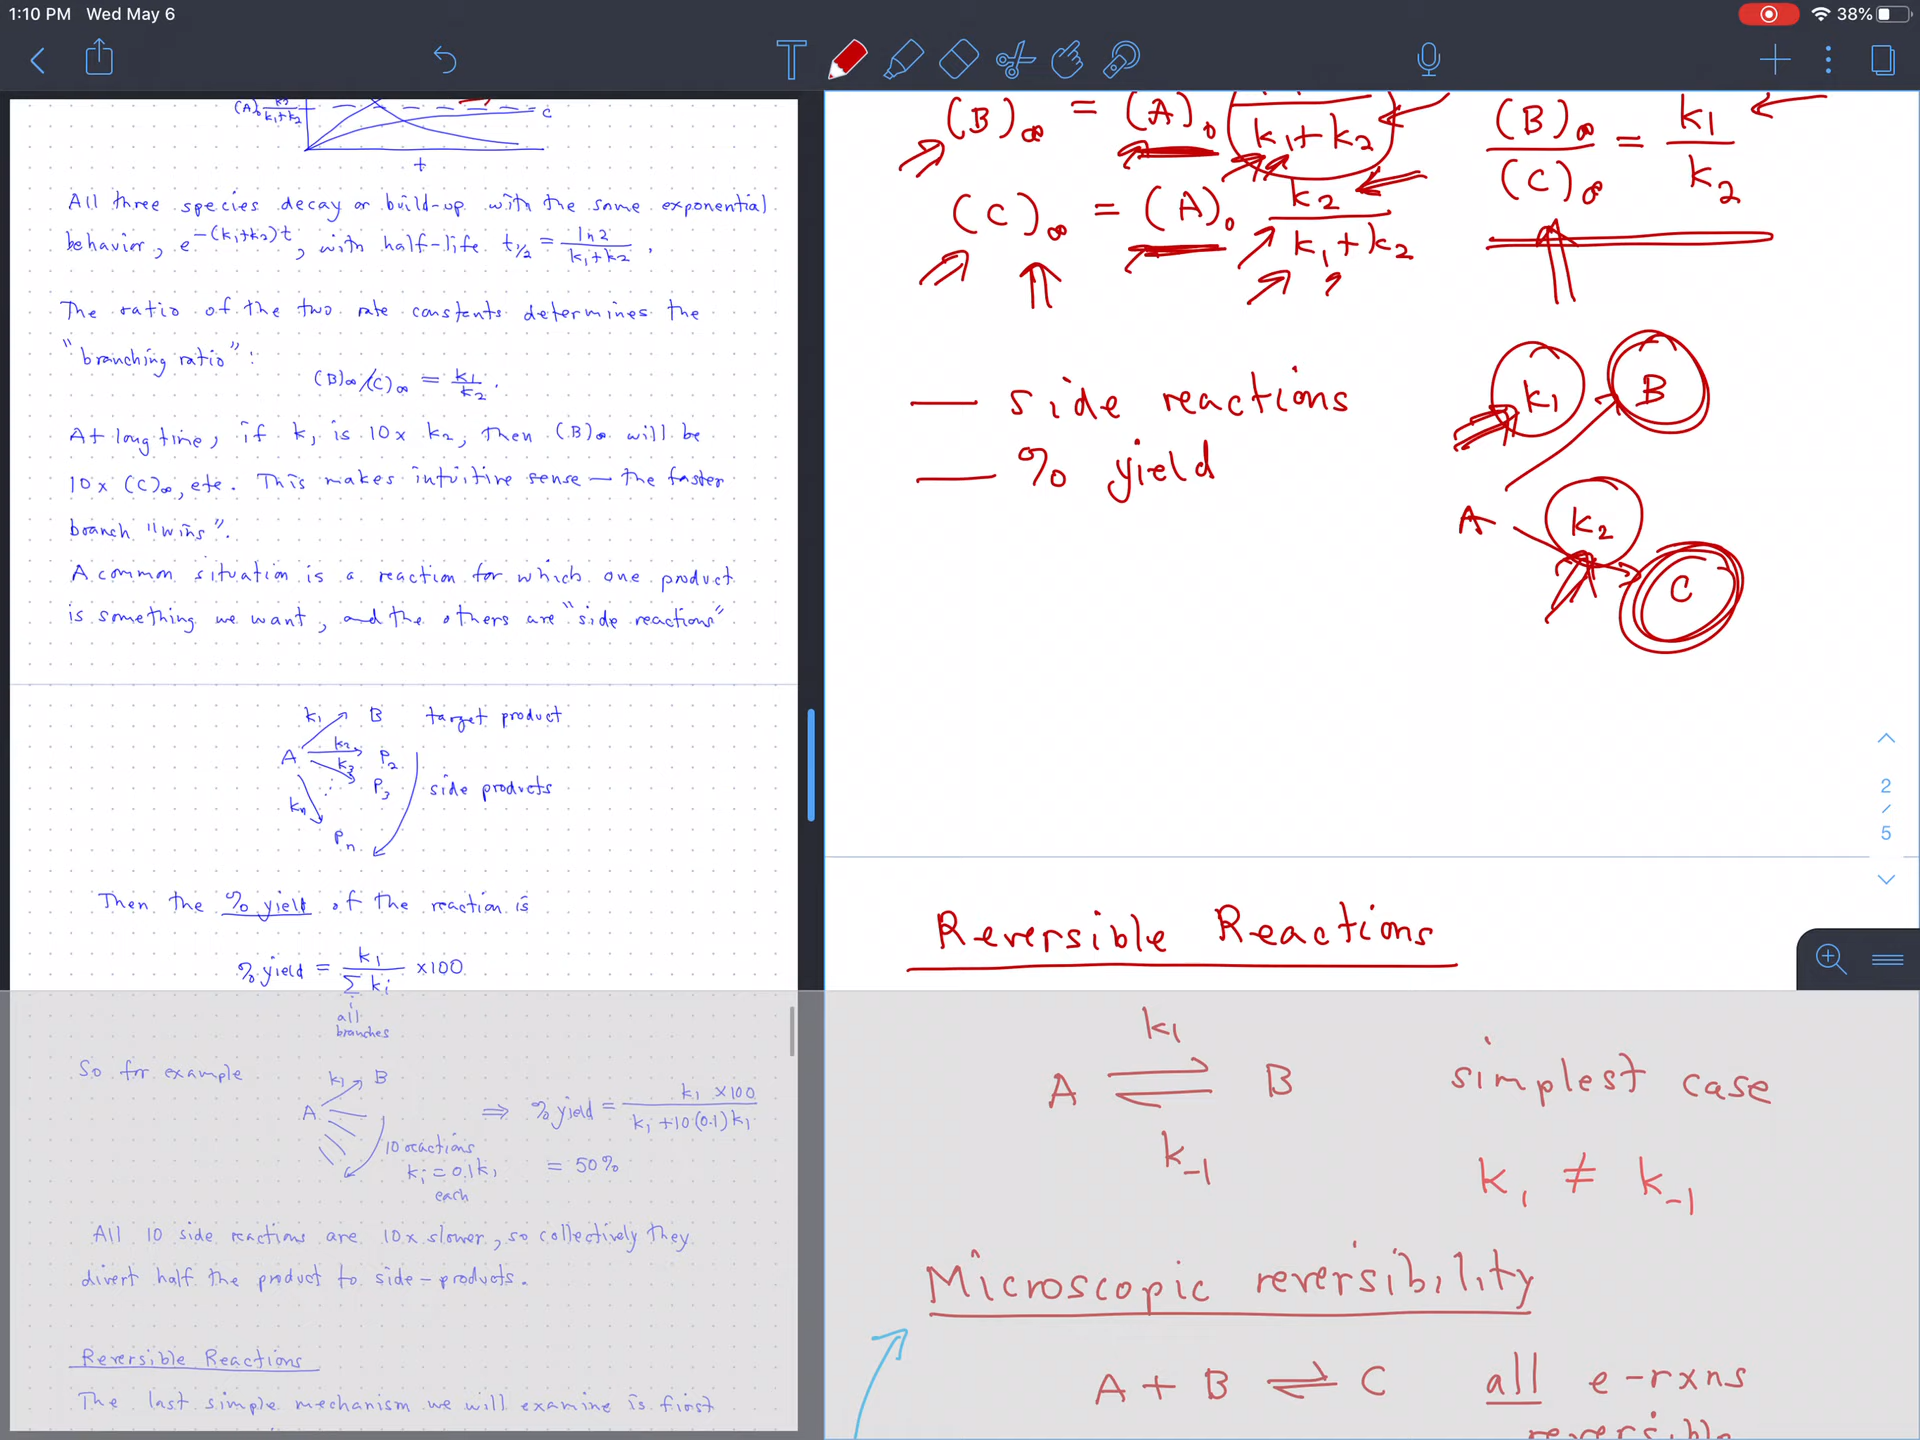 1:10 PM Wed May 6
38%
(A)₀ k₂/k₁+k₂
C
t
All three species decay or build-up with the same exponential
behavior, e^-(k₁+k₂)t, with half-life t½ = ln2/k₁+k₂ .
The ratio of the two rate constants determines the
"branching ratio":
(B)∞/(C)∞ = k₁/k₂.
At long time, if k₁ is 10x k₂, then (B)∞ will be
10x (C)∞, etc. This makes intuitive sense — the faster
branch "wins".
A common situation is a reaction for which one product
is something we want, and the others are "side reactions"
k₁ B target product
A k₂ P₂
k₃ P₃ side products
kₙ
Pₙ
Then the % yield of the reaction is
% yield = k₁/Σ ki ×100
i
all
branches
So for example
k₁ B
A ⇒ % yield = k₁ ×100/k₁+10(0.1)k₁
10 reactions
ki = 0.1k₁ = 50%
each
All 10 side reactions are 10x slower, so collectively they
divert half the product to side-products.
Reversible Reactions
The last simple mechanism we will examine is first
(B)∞ = (A)₀ k₁+k₂ (B)∞/(C)∞ = k₁/k₂
(C)∞ = (A)₀ k₂/k₁+k₂
— side reactions
— % yield
k₁ B
A k₂
C
2
/
5
Reversible Reactions
k₁
A ⇌ B simplest case
k₋₁
k₁ ≠ k₋₁
Microscopic reversibility
A + B ⇌ C all e-rxns
reversible